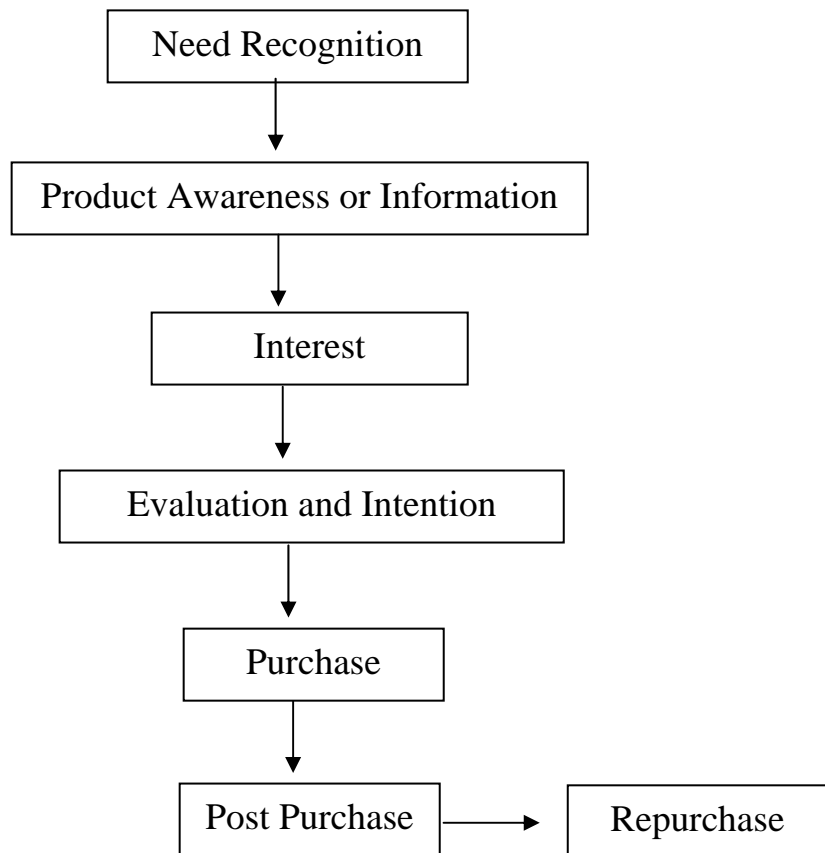 Need Recognition
Product Awareness or Information
Interest
Evaluation and Intention
Purchase
Post Purchase
Repurchase